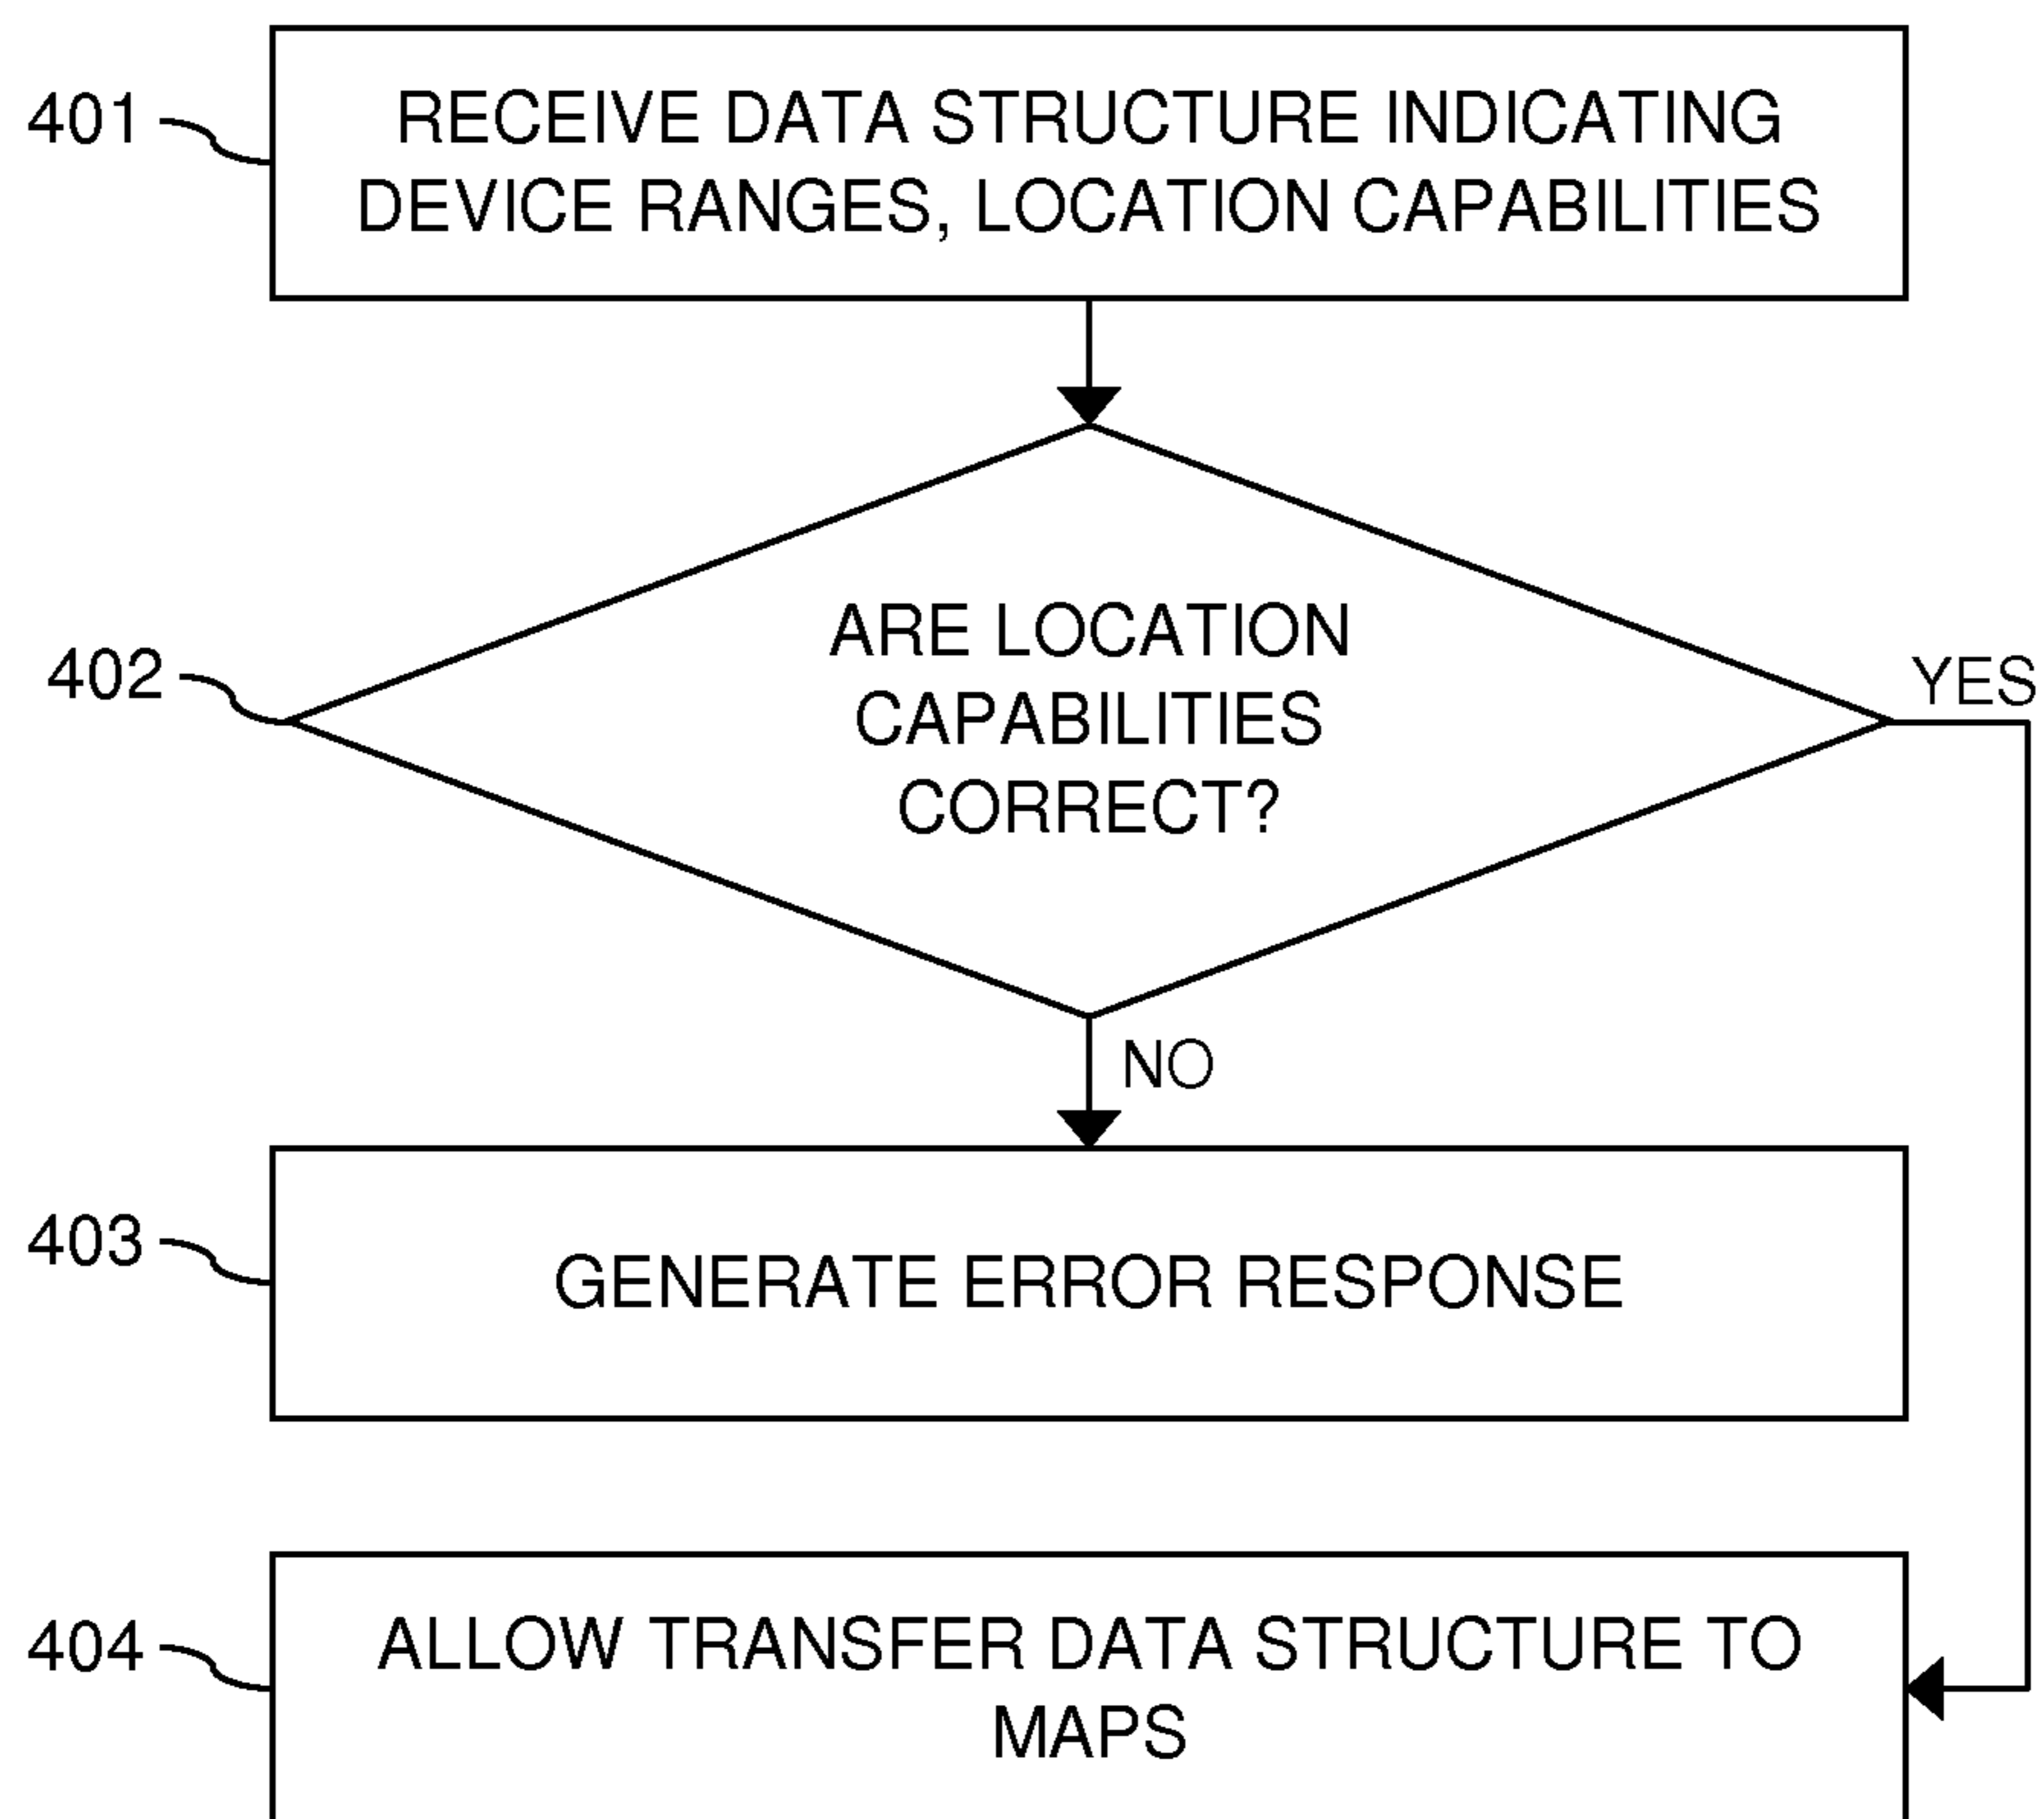 401
RECEIVE DATA STRUCTURE INDICATING
DEVICE RANGES, LOCATION CAPABILITIES
402
ARE LOCATION
CAPABILITIES
CORRECT?
YES
NO
403
GENERATE ERROR RESPONSE
404
ALLOW TRANSFER DATA STRUCTURE TO
MAPS